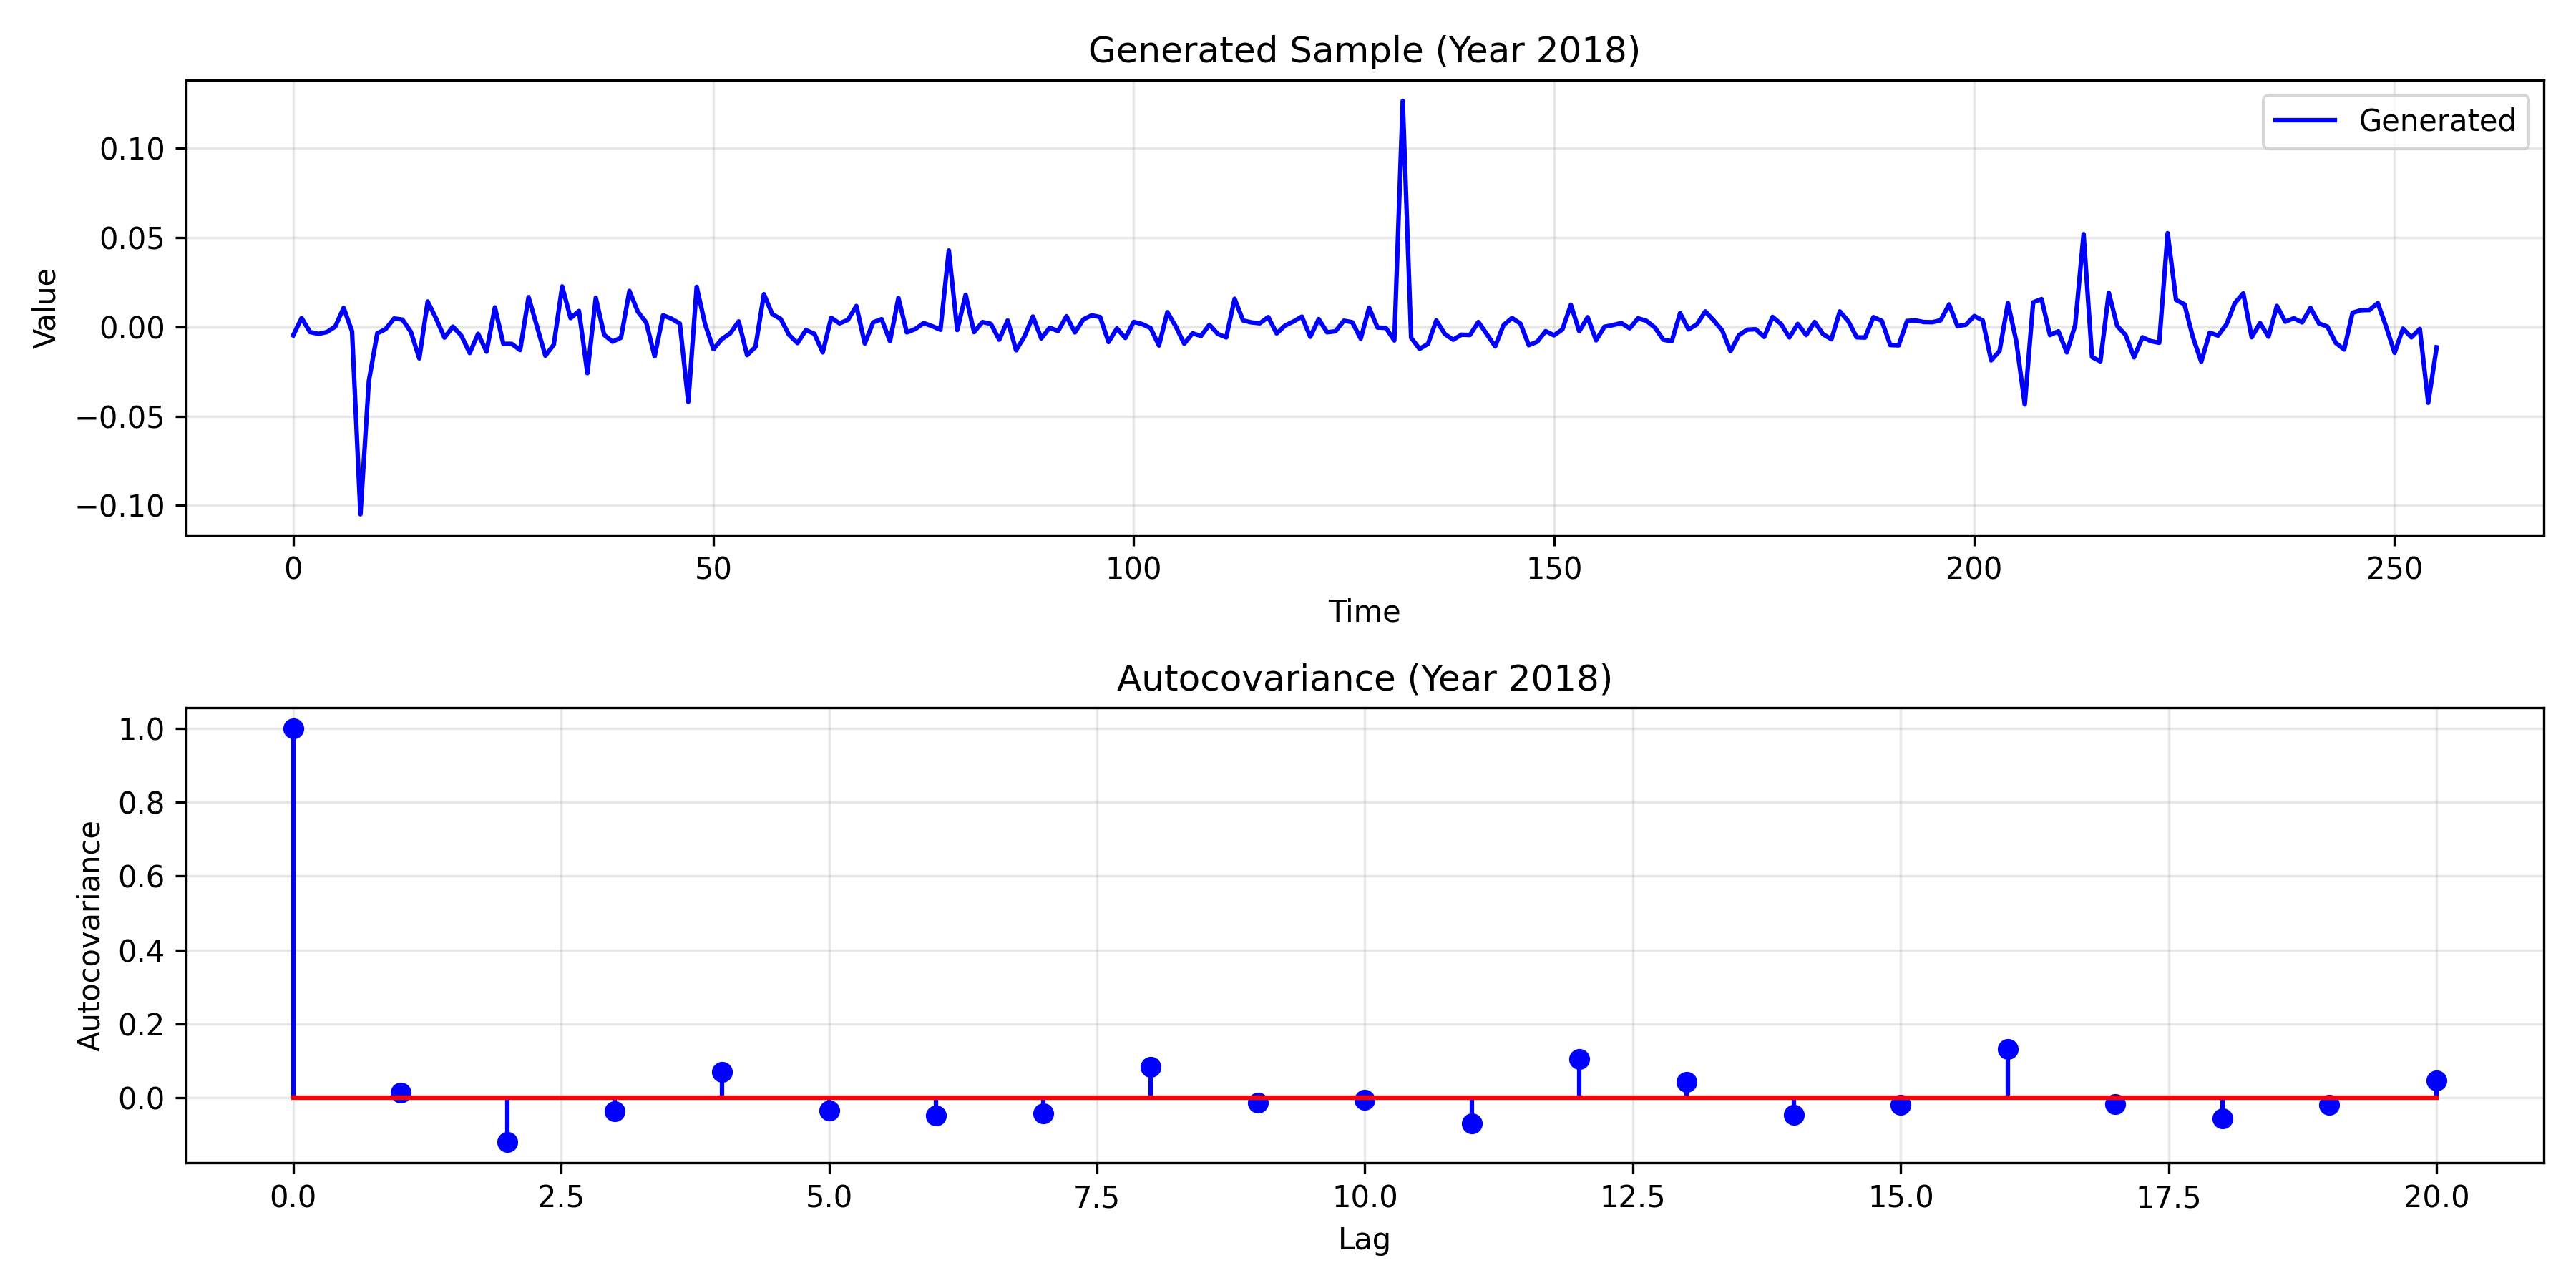 Generated Sample (Year 2018)
Generated
Value
0.10
0.05
0.00
−0.05
−0.10
0 50 100 150 200 250
Time
Autocovariance (Year 2018)
Autocovariance
1.0
0.8
0.6
0.4
0.2
0.0
0.0 2.5 5.0 7.5 10.0 12.5 15.0 17.5 20.0
Lag